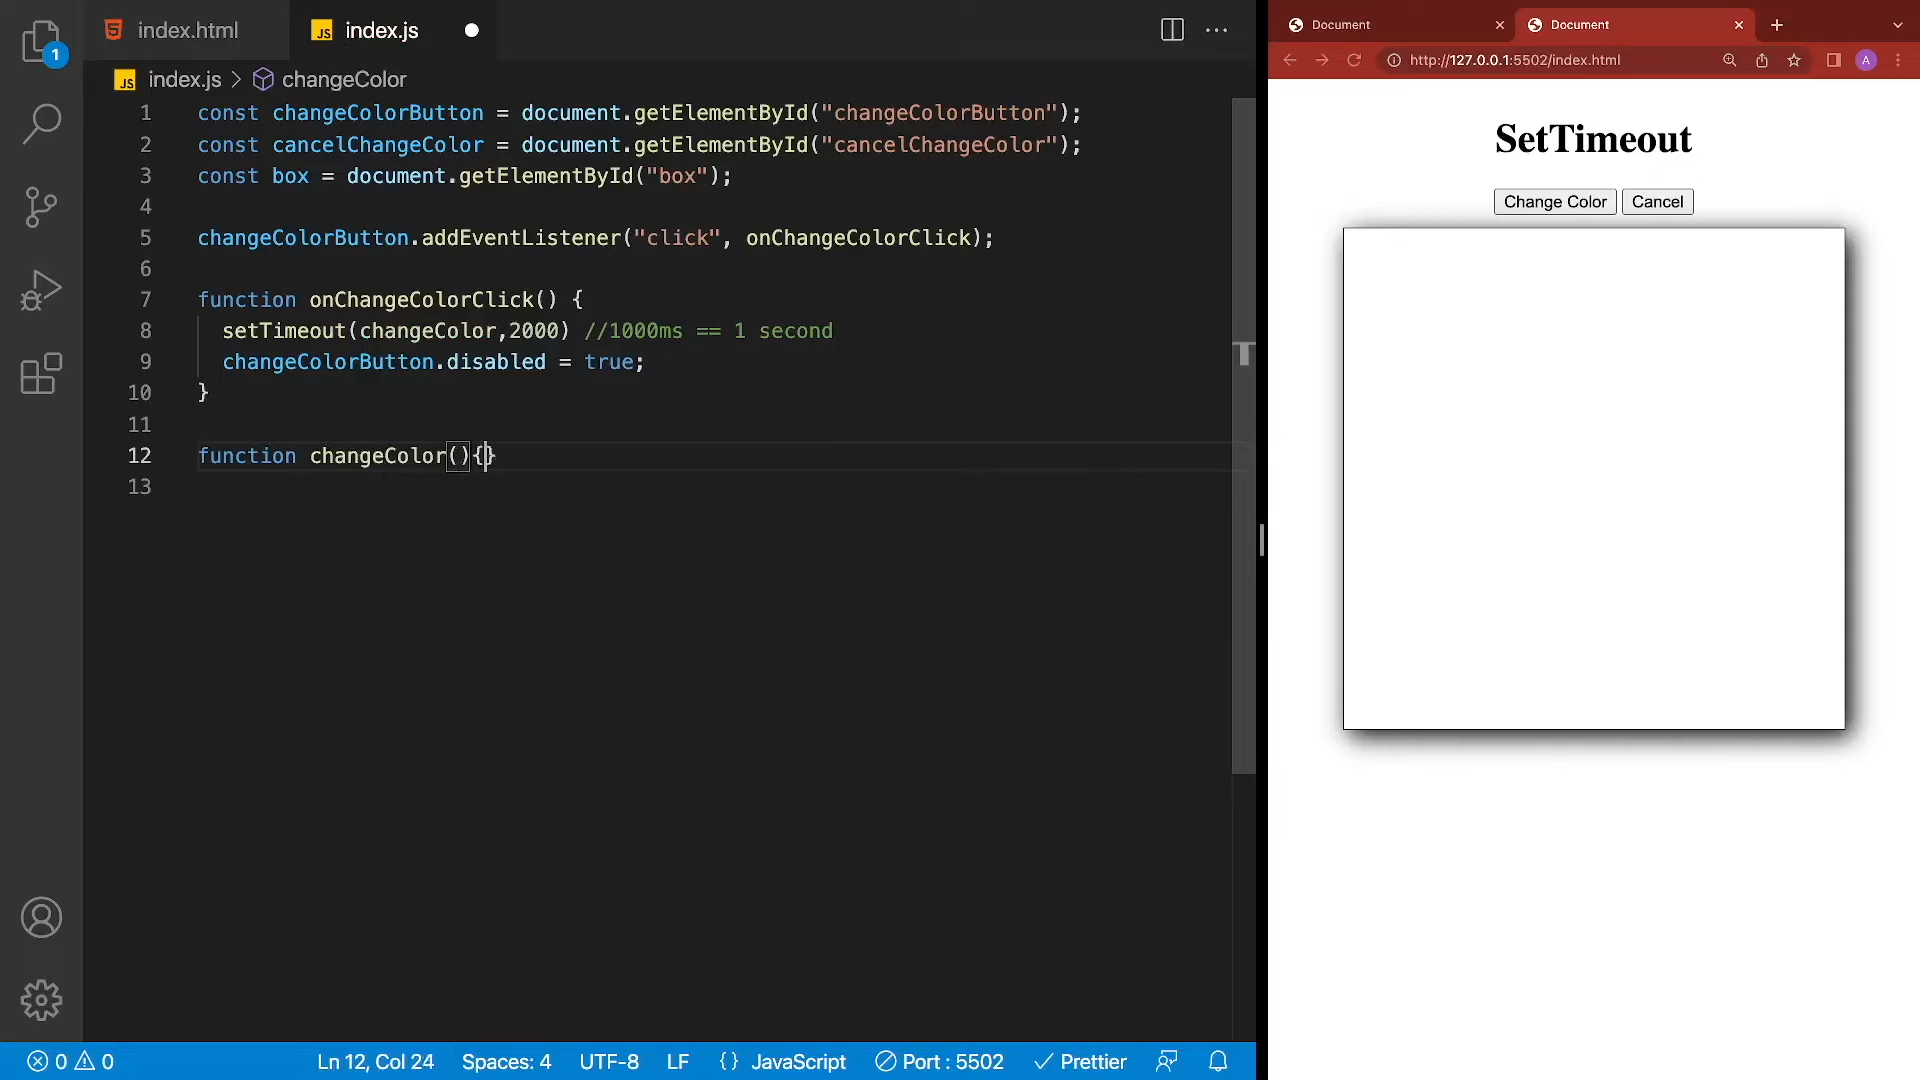 1
index.html
JS index.js
JS index.js > changeColor
1 const changeColorButton = document.getElementById("changeColorButton");
2 const cancelChangeColor = document.getElementById("cancelChangeColor");
3 const box = document.getElementById("box");
4
5 changeColorButton.addEventListener("click", onChangeColorClick);
6
7 function onChangeColorClick() {
8 setTimeout(changeColor,2000) //1000ms == 1 second
9 changeColorButton.disabled = true;
10 }
11
12 function changeColor(){}
13
0 0 Ln 12, Col 24 Spaces: 4 UTF-8 LF {} JavaScript Port : 5502 Prettier
Document Document
http://127.0.0.1:5502/index.html A
SetTimeout
Change Color Cancel